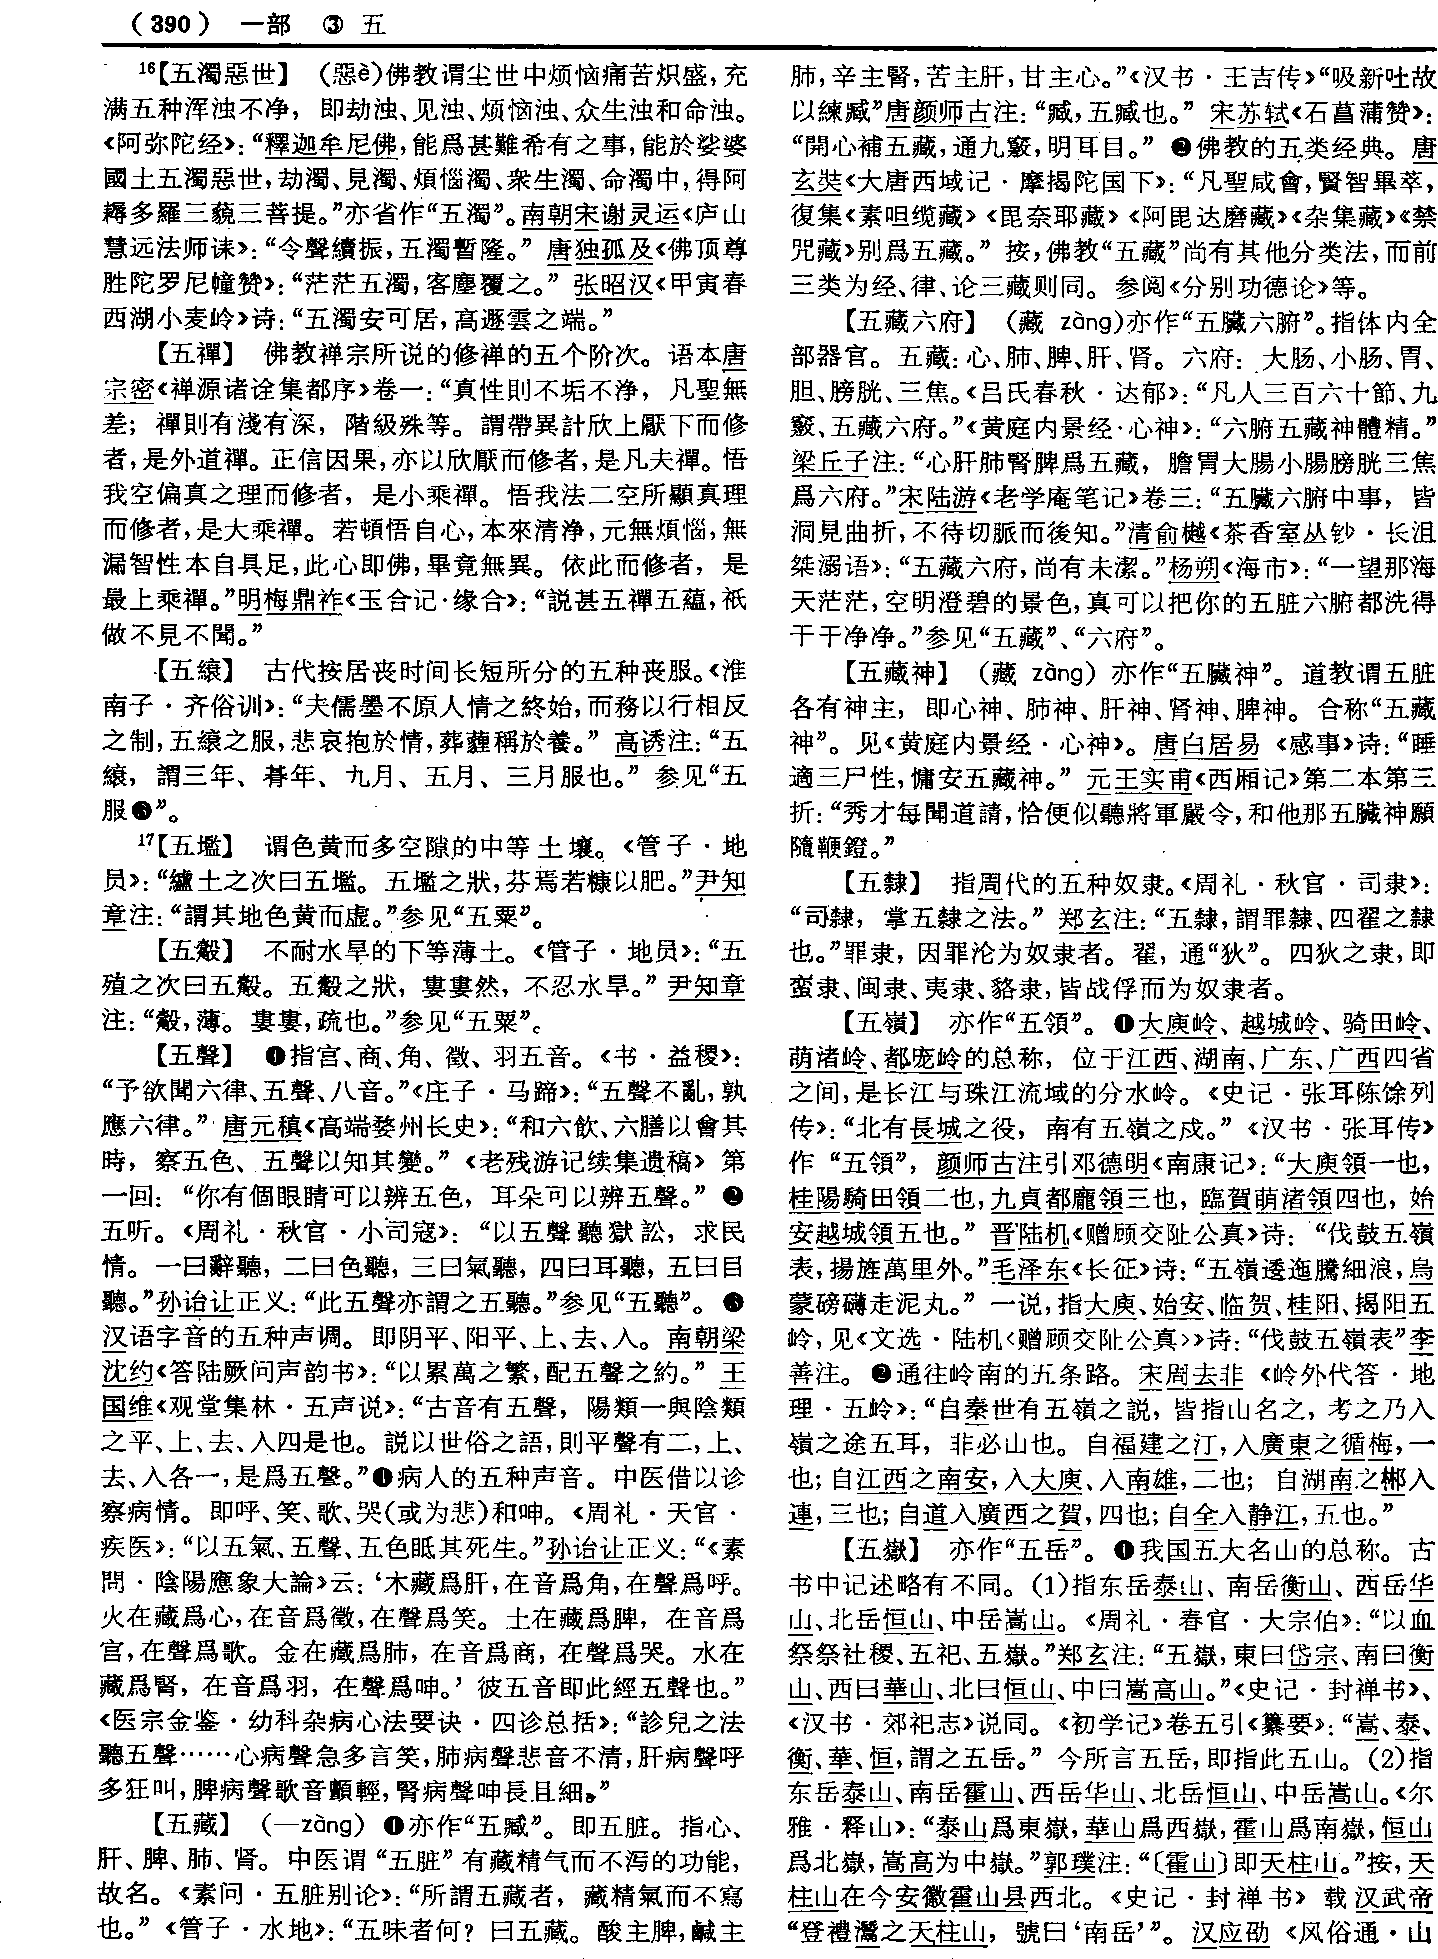 （390） 一部 ③ 五
16【五濁惡世】 （惡è）佛教谓尘世中烦恼痛苦炽盛，充
满五种浑浊不净，即劫浊、见浊、烦恼浊、众生浊和命浊。
《阿弥陀经》：“釋迦牟尼佛，能爲甚難希有之事，能於娑婆
國土五濁惡世，劫濁、見濁、煩惱濁、衆生濁、命濁中，得阿
耨多羅三藐三菩提。”亦省作“五濁”。南朝宋谢灵运《庐山
慧远法师诔》：“令聲續振，五濁暫隆。” 唐独孤及《佛顶尊
胜陀罗尼幢赞》：“茫茫五濁，客塵覆之。” 张昭汉《甲寅春
西湖小麦岭》诗：“五濁安可居，高遯雲之端。”
【五禪】 佛教禅宗所说的修禅的五个阶次。语本唐
宗密《禅源诸诠集都序》卷一：“真性則不垢不净，凡聖無
差；禪則有淺有深，階級殊等。謂帶異計欣上厭下而修
者，是外道禪。正信因果，亦以欣厭而修者，是凡夫禪。悟
我空偏真之理而修者，是小乘禪。悟我法二空所顯真理
而修者，是大乘禪。若頓悟自心，本來清净，元無煩惱，無
漏智性本自具足，此心即佛，畢竟無異。依此而修者，是
最上乘禪。”明梅鼎祚《玉合记·缘合》：“説甚五禪五蘊，衹
做不見不聞。”
【五縗】 古代按居丧时间长短所分的五种丧服。《淮
南子·齐俗训》：“夫儒墨不原人情之終始，而務以行相反
之制，五縗之服，悲哀抱於情，葬薶稱於養。” 高诱注：“五
縗，謂三年、朞年、九月、五月、三月服也。” 参见“五
服❸”。
17【五壏】 谓色黄而多空隙的中等土壤。《管子·地
员》：“纑土之次曰五壏。五壏之狀，芬焉若糠以肥。”尹知
章注：“謂其地色黄而虚。”参见“五粟”。
【五觳】 不耐水旱的下等薄土。《管子·地员》：“五
殖之次曰五觳。五觳之狀，婁婁然，不忍水旱。” 尹知章
注：“觳，薄。婁婁，疏也。”参见“五粟”。
【五聲】 ❶指宫、商、角、徵、羽五音。《书·益稷》：
“予欲聞六律、五聲、八音。”《庄子·马蹄》：“五聲不亂，孰
應六律。” 唐元稹《高端婺州长史》：“和六飲、六膳以會其
時，察五色、五聲以知其變。”《老残游记续集遗稿》第
一回：“你有個眼睛可以辨五色，耳朵可以辨五聲。” ❷
五听。《周礼·秋官·小司寇》：“以五聲聽獄訟，求民
情。一曰辭聽，二曰色聽，三曰氣聽，四曰耳聽，五曰目
聽。”孙诒让正义：“此五聲亦謂之五聽。”参见“五聽”。❸
汉语字音的五种声调。即阴平、阳平、上、去、入。南朝梁
沈约《答陆厥问声韵书》：“以累萬之繁，配五聲之約。” 王
国维《观堂集林·五声说》：“古音有五聲，陽類一與陰類
之平、上、去、入四是也。説以世俗之語，則平聲有二，上、
去、入各一，是爲五聲。”❹病人的五种声音。中医借以诊
察病情。即呼、笑、歌、哭（或为悲）和呻。《周礼·天官·
疾医》：“以五氣、五聲、五色眡其死生。”孙诒让正义：“《素
問·陰陽應象大論》云：‘木藏爲肝，在音爲角，在聲爲呼。
火在藏爲心，在音爲徵，在聲爲笑。土在藏爲脾，在音爲
宫，在聲爲歌。金在藏爲肺，在音爲商，在聲爲哭。水在
藏爲腎，在音爲羽，在聲爲呻。’彼五音即此經五聲也。”
《医宗金鉴·幼科杂病心法要诀·四诊总括》：“診兒之法
聽五聲……心病聲急多言笑，肺病聲悲音不清，肝病聲呼
多狂叫，脾病聲歌音顫輕，腎病聲呻長且細。”
【五藏】 （—zàng） ❶亦作“五臧”。即五脏。指心、
肝、脾、肺、肾。中医谓“五脏”有藏精气而不泻的功能，
故名。《素问·五脏别论》：“所謂五藏者，藏精氣而不寫
也。”《管子·水地》：“五味者何？曰五藏。酸主脾，鹹主
肺，辛主腎，苦主肝，甘主心。”《汉书·王吉传》“吸新吐故
以練臧”唐颜师古注：“臧，五臧也。” 宋苏轼《石菖蒲赞》：
“開心補五藏，通九竅，明耳目。” ❷佛教的五类经典。唐
玄奘《大唐西域记·摩揭陀国下》：“凡聖咸會，賢智畢萃，
復集《素呾缆藏》《毘奈耶藏》《阿毘达磨藏》《杂集藏》《禁
咒藏》别爲五藏。” 按，佛教“五藏”尚有其他分类法，而前
三类为经、律、论三藏则同。参阅《分别功德论》等。
【五藏六府】 （藏 zàng）亦作“五臟六腑”。指体内全
部器官。五藏：心、肺、脾、肝、肾。六府：大肠、小肠、胃、
胆、膀胱、三焦。《吕氏春秋·达郁》：“凡人三百六十節、九
竅、五藏六府。”《黄庭内景经·心神》：“六腑五藏神體精。”
梁丘子注：“心肝肺腎脾爲五藏，膽胃大腸小腸膀胱三焦
爲六府。”宋陆游《老学庵笔记》卷三：“五臟六腑中事，皆
洞見曲折，不待切脈而後知。”清俞樾《茶香室丛钞·长沮
桀溺语》：“五藏六府，尚有未潔。”杨朔《海市》：“一望那海
天茫茫，空明澄碧的景色，真可以把你的五脏六腑都洗得
干干净净。”参见“五藏”、“六府”。
【五藏神】 （藏 zàng） 亦作“五臟神”。道教谓五脏
各有神主，即心神、肺神、肝神、肾神、脾神。合称“五藏
神”。见《黄庭内景经·心神》。唐白居易《感事》诗：“睡
適三尸性，慵安五藏神。” 元王实甫《西厢记》第二本第三
折：“秀才每聞道請，恰便似聽將軍嚴令，和他那五臟神願
隨鞭鐙。”
【五隸】 指周代的五种奴隶。《周礼·秋官·司隶》：
“司隸，掌五隸之法。” 郑玄注：“五隸，謂罪隸、四翟之隸
也。”罪隶，因罪沦为奴隶者。翟，通“狄”。四狄之隶，即
蛮隶、闽隶、夷隶、貉隶，皆战俘而为奴隶者。
【五嶺】 亦作“五領”。❶大庾岭、越城岭、骑田岭、
萌渚岭、都庞岭的总称，位于江西、湖南、广东、广西四省
之间，是长江与珠江流域的分水岭。《史记·张耳陈馀列
传》：“北有長城之役，南有五嶺之戍。”《汉书·张耳传》
作“五領”，颜师古注引邓德明《南康记》：“大庾領一也，
桂陽騎田領二也，九真都龐領三也，臨賀萌渚領四也，始
安越城領五也。” 晋陆机《赠顾交阯公真》诗：“伐鼓五嶺
表，揚旌萬里外。”毛泽东《长征》诗：“五嶺逶迤騰細浪，烏
蒙磅礴走泥丸。” 一说，指大庾、始安、临贺、桂阳、揭阳五
岭，见《文选·陆机〈赠顾交阯公真〉》诗：“伐鼓五嶺表”李
善注。❷通往岭南的五条路。宋周去非《岭外代答·地
理·五岭》：“自秦世有五嶺之説，皆指山名之，考之乃入
嶺之途五耳，非必山也。自福建之汀，入廣東之循梅，一
也；自江西之南安，入大庾、入南雄，二也；自湖南之郴入
連，三也；自道入廣西之賀，四也；自全入静江，五也。”
【五嶽】 亦作“五岳”。❶我国五大名山的总称。古
书中记述略有不同。（1）指东岳泰山、南岳衡山、西岳华
山、北岳恒山、中岳嵩山。《周礼·春官·大宗伯》：“以血
祭祭社稷、五祀、五嶽。”郑玄注：“五嶽，東曰岱宗、南曰衡
山、西曰華山、北曰恒山、中曰嵩高山。”《史记·封禅书》、
《汉书·郊祀志》说同。《初学记》卷五引《纂要》：“嵩、泰、
衡、華、恒，謂之五岳。” 今所言五岳，即指此五山。（2）指
东岳泰山、南岳霍山、西岳华山、北岳恒山、中岳嵩山。《尔
雅·释山》：“泰山爲東嶽，華山爲西嶽，霍山爲南嶽，恒山
爲北嶽，嵩高为中嶽。”郭璞注：“〔霍山〕即天柱山。”按，天
柱山在今安徽霍山县西北。《史记·封禅书》载汉武帝
“登禮灊之天柱山，號曰‘南岳’”。汉应劭《风俗通·山